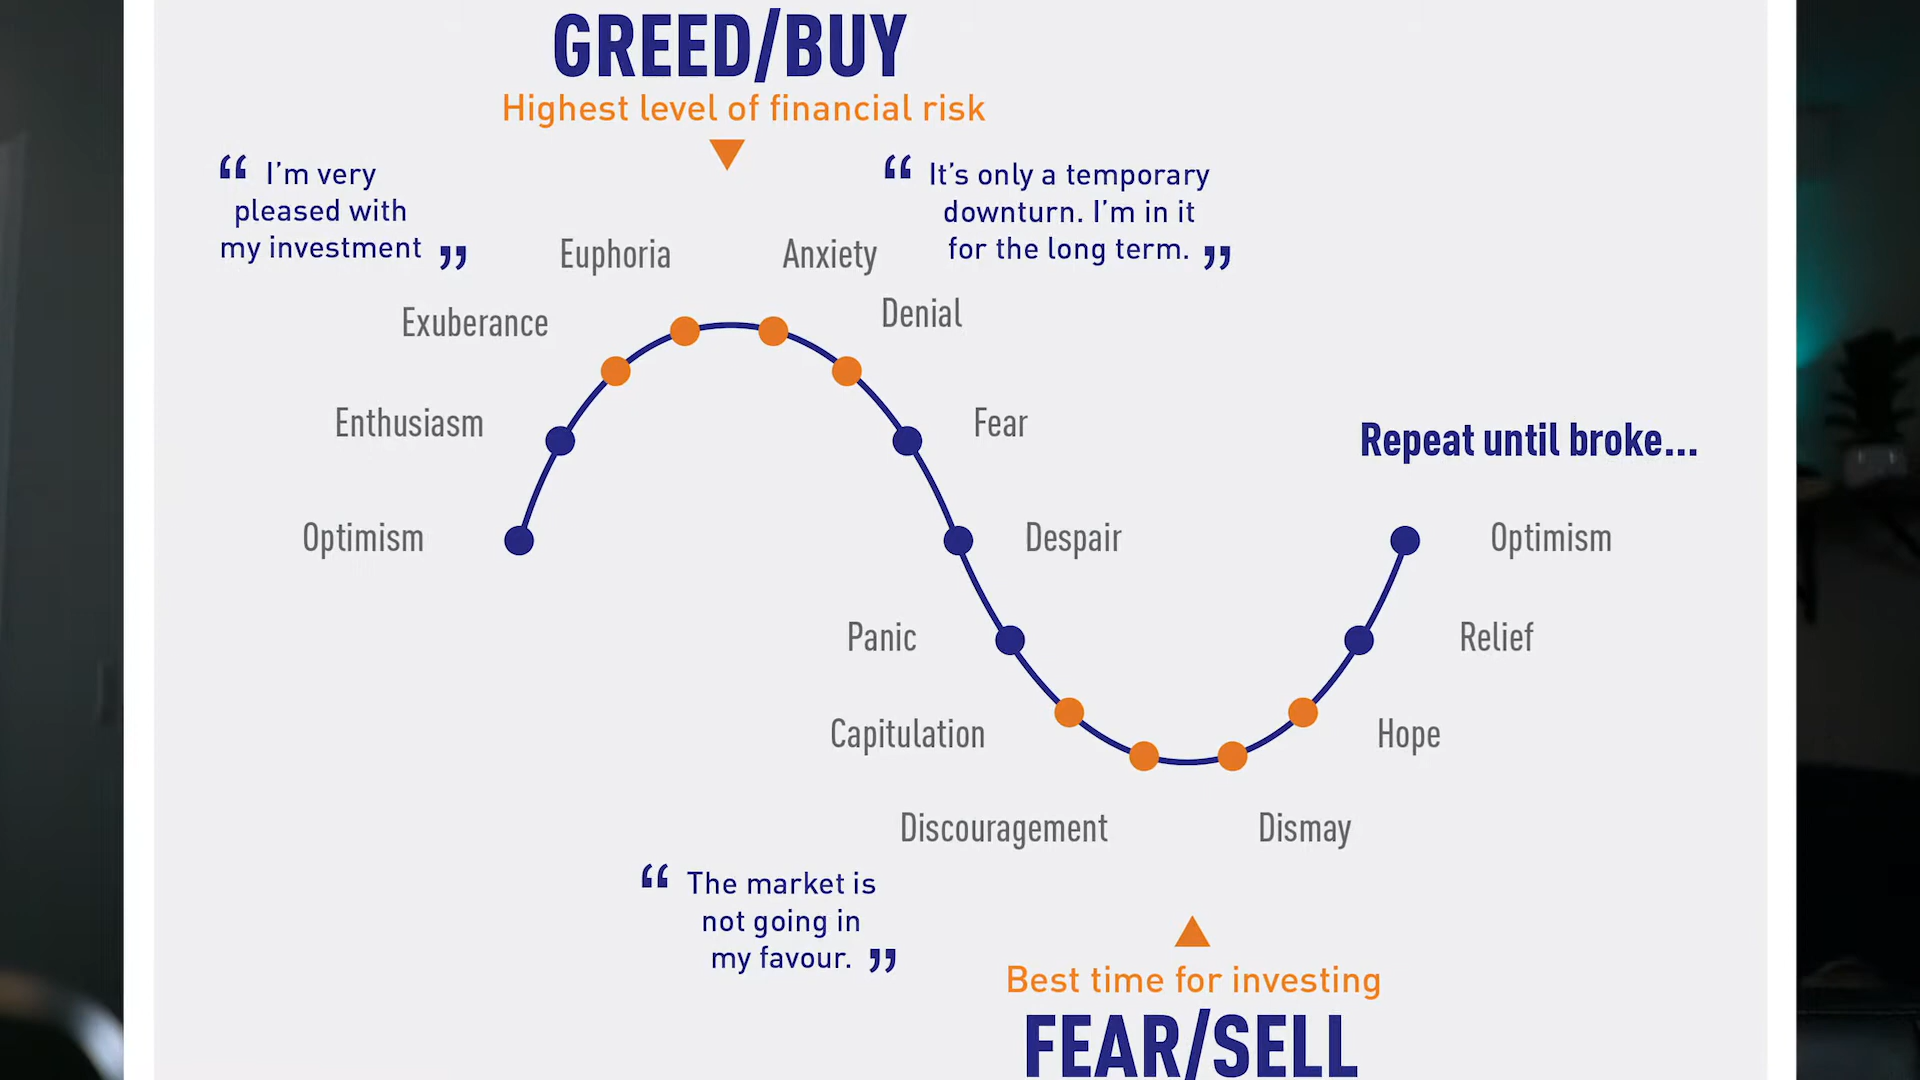 GREED/BUY
Highest level of financial risk
“ I’m very
pleased with
my investment ”
“ It’s only a temporary
downturn. I’m in it
for the long term. ”
Euphoria
Anxiety
Exuberance
Denial
Enthusiasm
Fear
Repeat until broke...
Optimism
Despair
Optimism
Panic
Relief
Capitulation
Hope
Discouragement
Dismay
“ The market is
not going in
my favour. ”
Best time for investing
FEAR/SELL